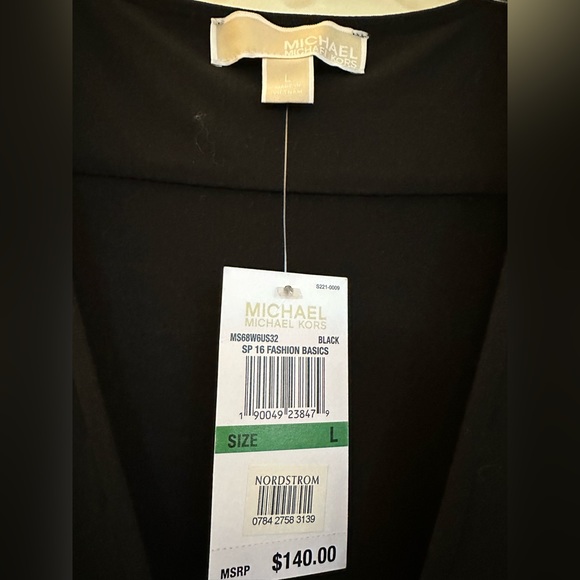 MICHAEL
MICHAEL KORS
L
S221-0009
MICHAEL
MICHAEL KORS
MS68W6US32 BLACK
SP 16 FASHION BASICS
1 90049 23847 9
SIZE L
NORDSTROM
0784 2758 3139
MSRP $140.00